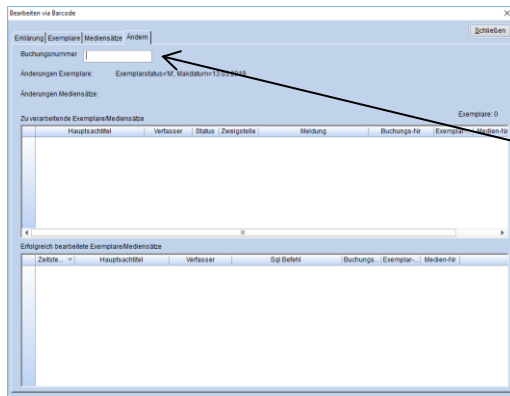 Bearbeiten via Barcode
Schließen
Erklärung Exemplare Mediensätze Ändern
Buchungsnummer
Änderungen Exemplare: Exemplarstatus='M', Makdatum=13.03.2019
Änderungen Mediensätze:
Exemplare: 0
Zu verarbeitende Exemplare/Mediensätze
Hauptsachtitel Verfasser Status Zweigstelle Meldung Buchungs-Nr Exemplar-... Medien-Nr
Erfolgreich bearbeitete Exemplare/Mediensätze
Zeitste... Hauptsachtitel Verfasser Sql Befehl Buchungs... Exemplar-... Medien-Nr